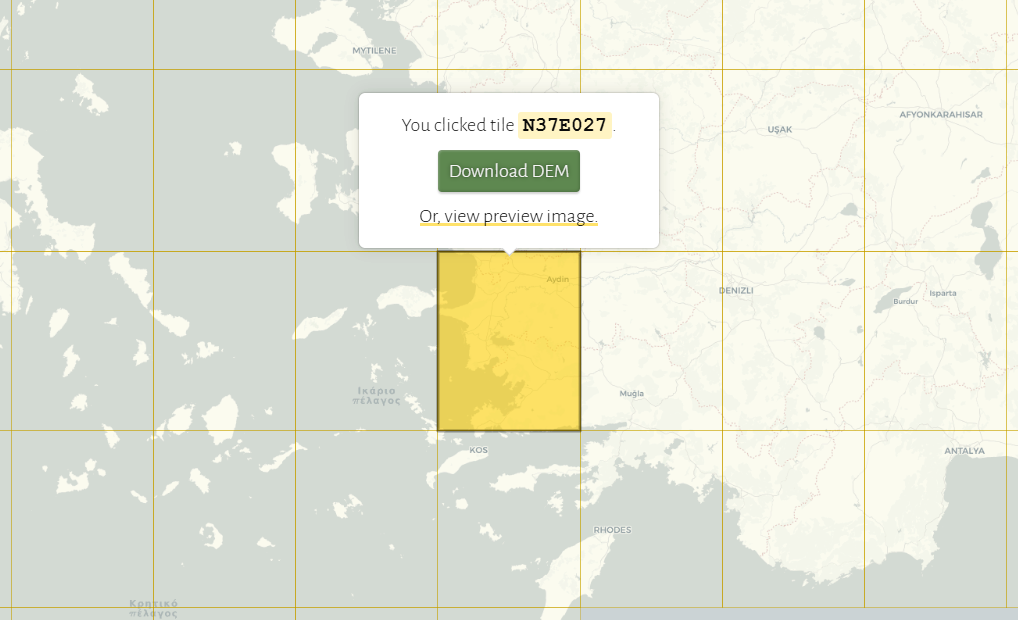 MYTILENE
You clicked tile N37E027.
Download DEM
Or, view preview image.
AFYONKARAHISAR
UŞAK
Aydin
DENIZLI
Isparta
Burdur
Ικάριο
πέλαγος
Muğla
KOS
ANTALYA
RHODES
Κρητικό
πέλαγος